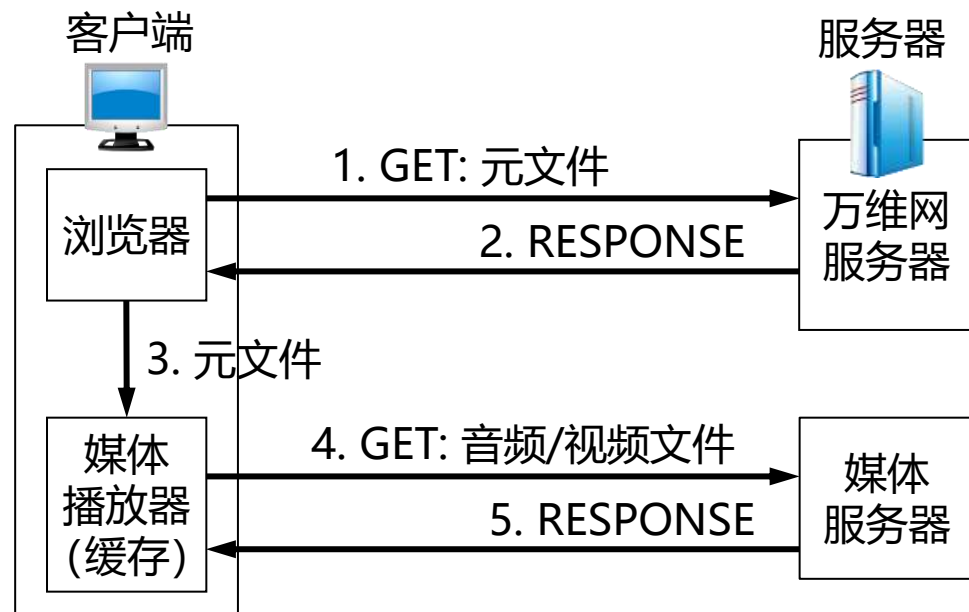 客户端
服务器
1. GET: 元文件
浏览器
万维网
服务器
2. RESPONSE
3. 元文件
媒体
播放器
(缓存)
4. GET: 音频/视频文件
媒体
服务器
5. RESPONSE